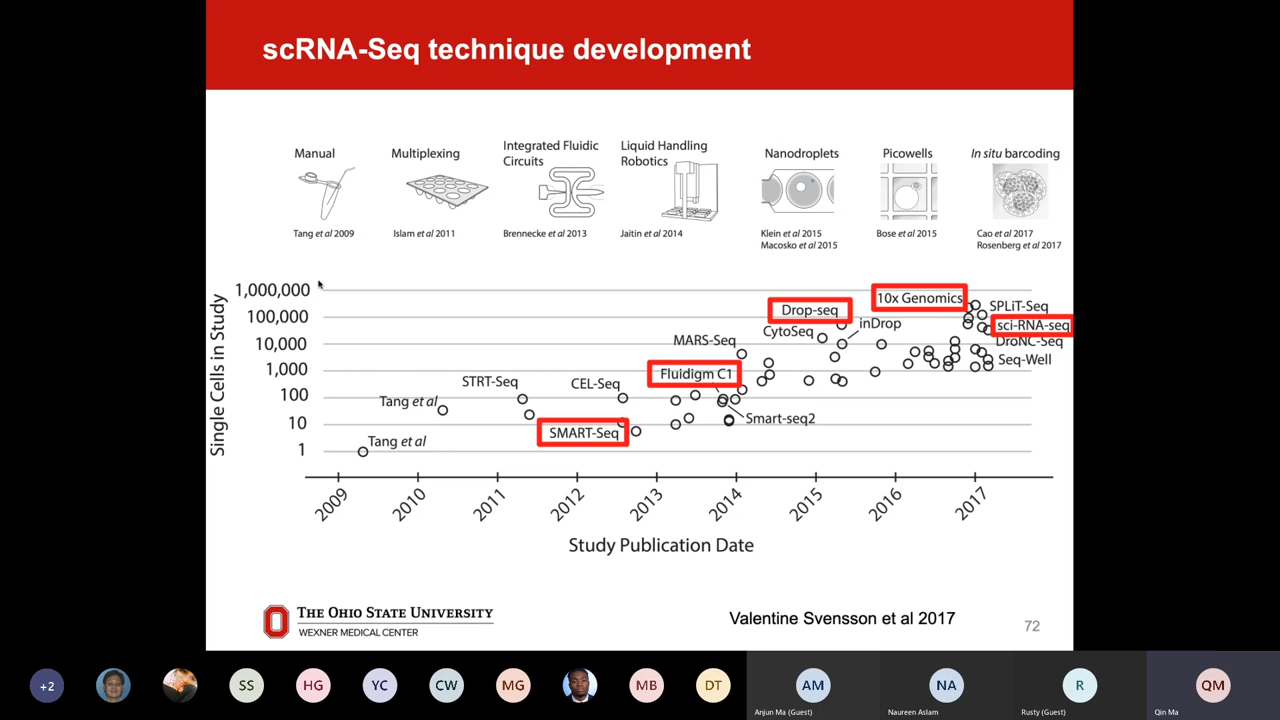 scRNA-Seq technique development
Manual
Multiplexing
Integrated Fluidic
Circuits
Liquid Handling
Robotics
Nanodroplets
Picowells
In situ barcoding
Tang et al 2009
Islam et al 2011
Brennecke et al 2013
Jaitin et al 2014
Klein et al 2015
Macosko et al 2015
Bose et al 2015
Cao et al 2017
Rosenberg et al 2017
Single Cells in Study
1,000,000
100,000
10,000
1,000
100
10
1
10x Genomics
SPLiT-Seq
Drop-seq
sci-RNA-seq
inDrop
CytoSeq
MARS-Seq
DroNC-Seq
Seq-Well
Fluidigm C1
STRT-Seq
CEL-Seq
Tang et al
Smart-seq2
SMART-Seq
Tang et al
2009
2010
2011
2012
2013
2014
2015
2016
2017
Study Publication Date
THE OHIO STATE UNIVERSITY
WEXNER MEDICAL CENTER
Valentine Svensson et al 2017
72
+2
SS
HG
YC
CW
MG
MB
DT
AM
NA
R
QM
Anjun Ma (Guest)
Naureen Aslam
Rusty (Guest)
Qin Ma